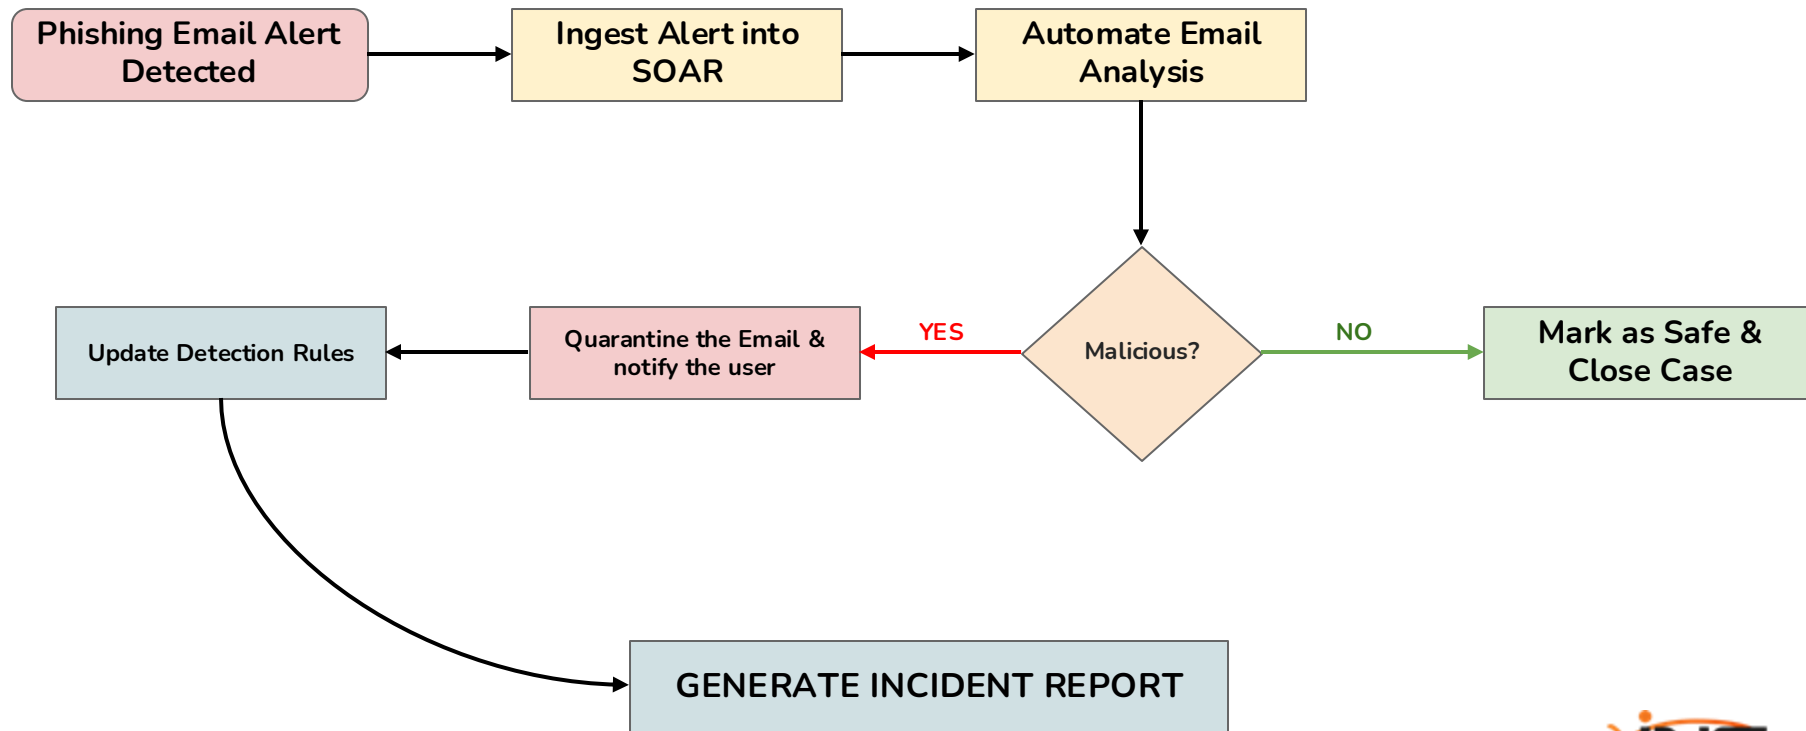 Phishing Email Alert
Detected
Ingest Alert into
SOAR
Automate Email
Analysis
Update Detection Rules
Quarantine the Email &
notify the user
YES
Malicious?
NO
Mark as Safe &
Close Case
GENERATE INCIDENT REPORT